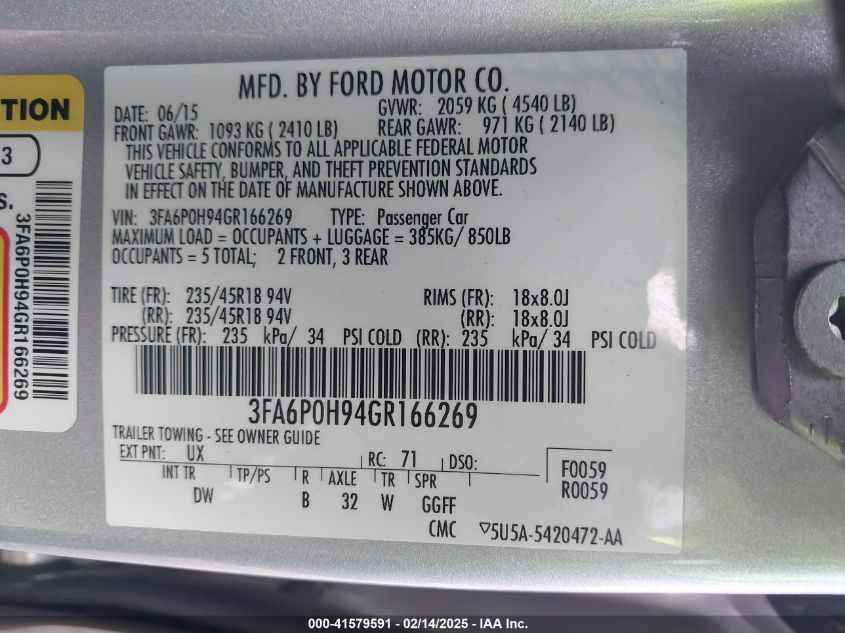 TION
3
S.
3FA6P0H94GR166269
MFD. BY FORD MOTOR CO.
DATE: 06/15 GVWR: 2059 KG ( 4540 LB)
FRONT GAWR: 1093 KG ( 2410 LB) REAR GAWR: 971 KG ( 2140 LB)
THIS VEHICLE CONFORMS TO ALL APPLICABLE FEDERAL MOTOR
VEHICLE SAFETY, BUMPER, AND THEFT PREVENTION STANDARDS
IN EFFECT ON THE DATE OF MANUFACTURE SHOWN ABOVE.
VIN: 3FA6P0H94GR166269 TYPE: Passenger Car
MAXIMUM LOAD = OCCUPANTS + LUGGAGE = 385KG/ 850LB
OCCUPANTS = 5 TOTAL; 2 FRONT, 3 REAR
TIRE (FR): 235/45R18 94V RIMS (FR): 18x8.0J
(RR): 235/45R18 94V (RR): 18x8.0J
PRESSURE (FR): 235 kPa/ 34 PSI COLD (RR): 235 kPa/ 34 PSI COLD
3FA6P0H94GR166269
TRAILER TOWING - SEE OWNER GUIDE
EXT PNT: UX RC: 71 DSO: F0059
INT TR TP/PS R AXLE TR SPR R0059
DW B 32 W GGFF
CMC ▽5U5A-5420472-AA
000-41579591 - 02/14/2025 - IAA Inc.